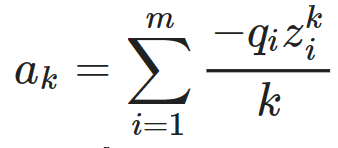 a_k = \sum_{i=1}^{m} \frac{-q_i z_i^k}{k}